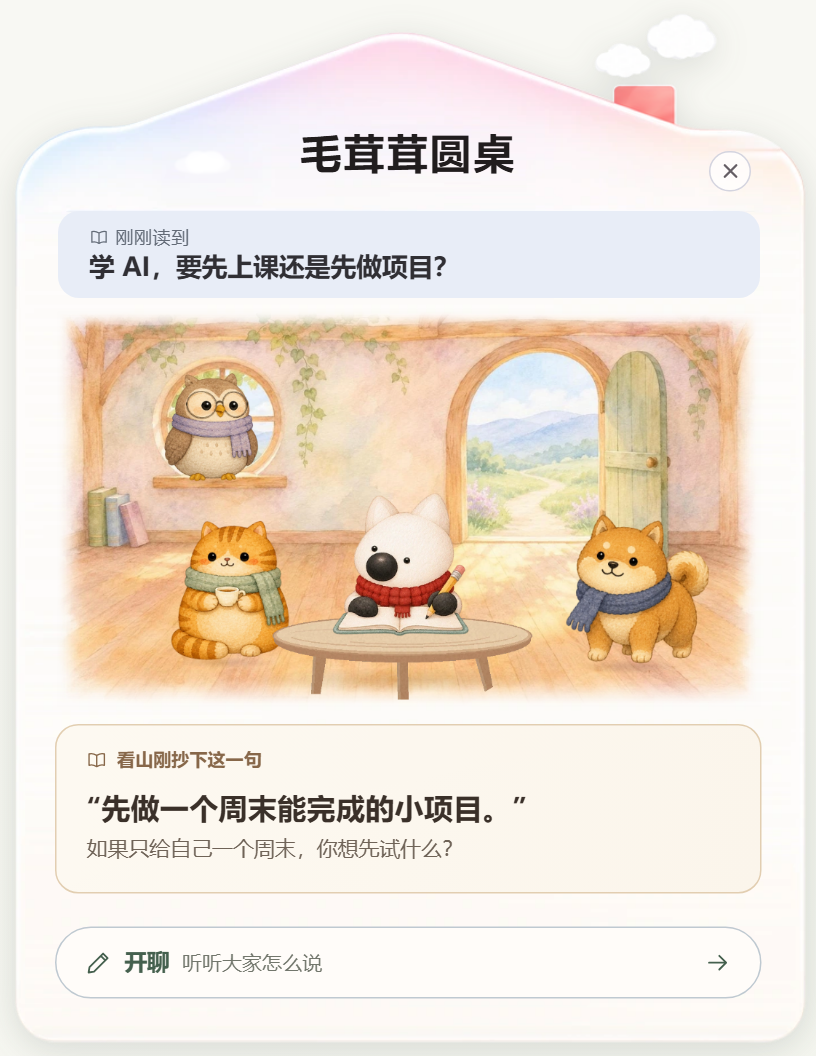 毛茸茸圆桌
刚刚读到
学 AI，要先上课还是先做项目？
看山刚抄下这一句
“先做一个周末能完成的小项目。”
如果只给自己一个周末，你想先试什么？
开聊 听听大家怎么说